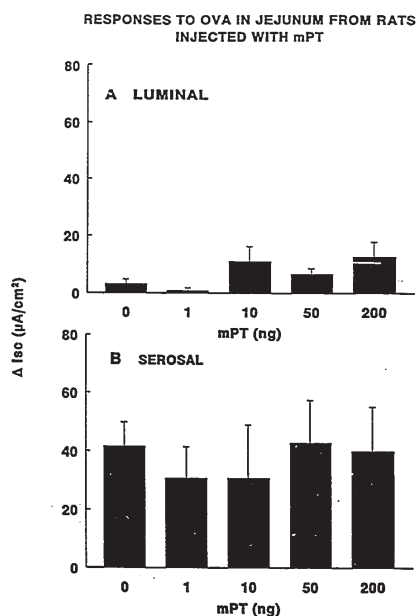 RESPONSES TO OVA IN JEJUNUM FROM RATS
INJECTED WITH mPT
A LUMINAL
80
60
40
20
0
0 1 10 50 200
mPT (ng)
Δ Isc (μA/cm²)
B SEROSAL
80
60
40
20
0
0 1 10 50 200
mPT (ng)